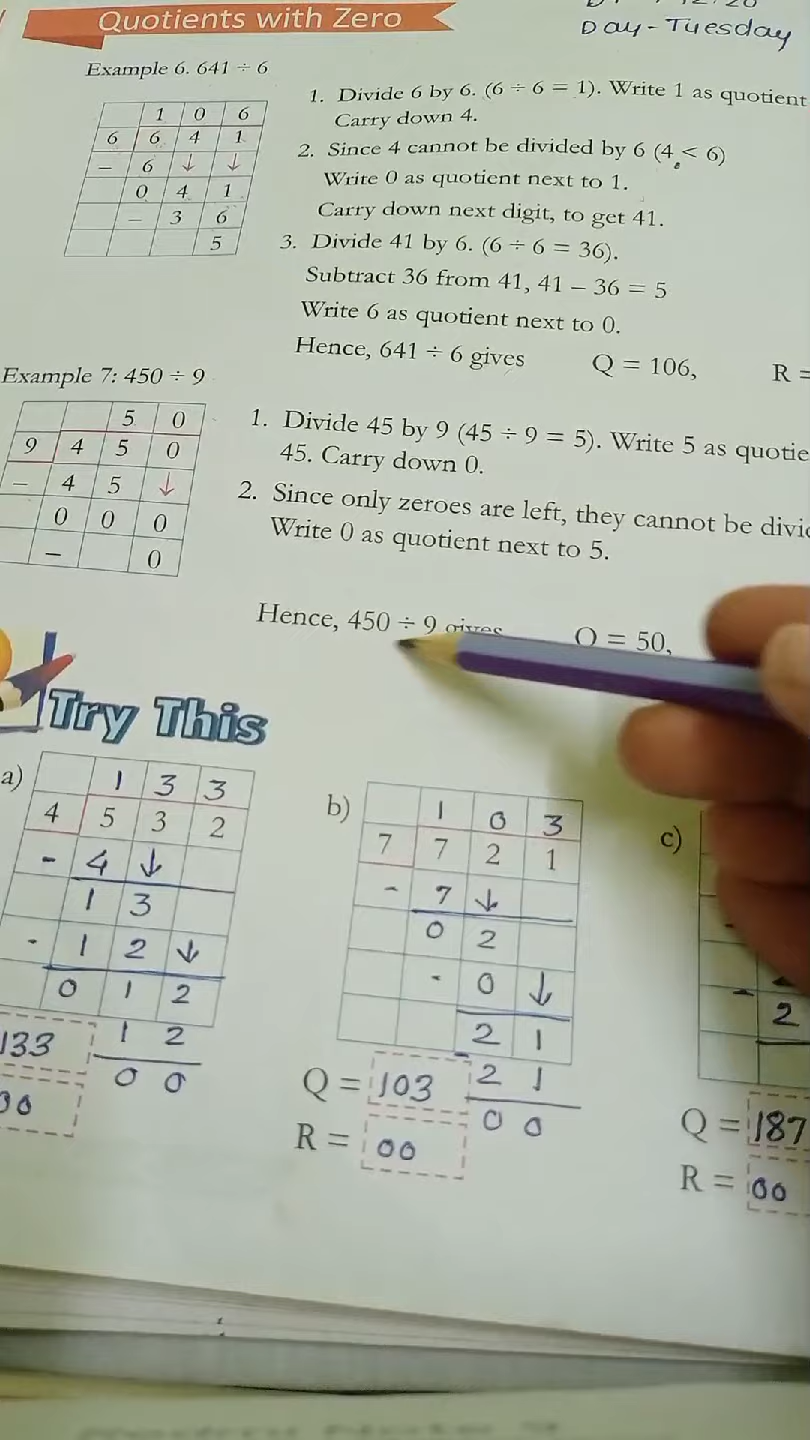 Quotients with Zero
Day - Tuesday
Example 6. 641 ÷ 6
1 0 6
6 6 4 1
– 6 ↓ ↓
0 4 1
– 3 6
5
1. Divide 6 by 6. (6 ÷ 6 = 1). Write 1 as quotient
Carry down 4.
2. Since 4 cannot be divided by 6 (4 < 6)
Write 0 as quotient next to 1.
Carry down next digit, to get 41.
3. Divide 41 by 6. (6 ÷ 6 = 36).
Subtract 36 from 41, 41 – 36 = 5
Write 6 as quotient next to 0.
Hence, 641 ÷ 6 gives Q = 106, R =
Example 7: 450 ÷ 9
5 0
9 4 5 0
– 4 5 ↓
0 0 0
– 0
1. Divide 45 by 9 (45 ÷ 9 = 5). Write 5 as
45. Carry down 0.
2. Since only zeroes are left, they cannot be
Write 0 as quotient next to 5.
Hence, 450 ÷ 9 gives Q = 50,
Try This
a)
1 3 3
4 5 3 2
- 4 ↓
1 3
- 1 2 ↓
0 1 2
1 2
0 0
133
b)
1 0 3
7 7 2 1
- 7 ↓
0 2
- 0 ↓
2 1
- 2 1
0 0
Q = 103
R = 00
c)
- 2
Q = 187
R = 00